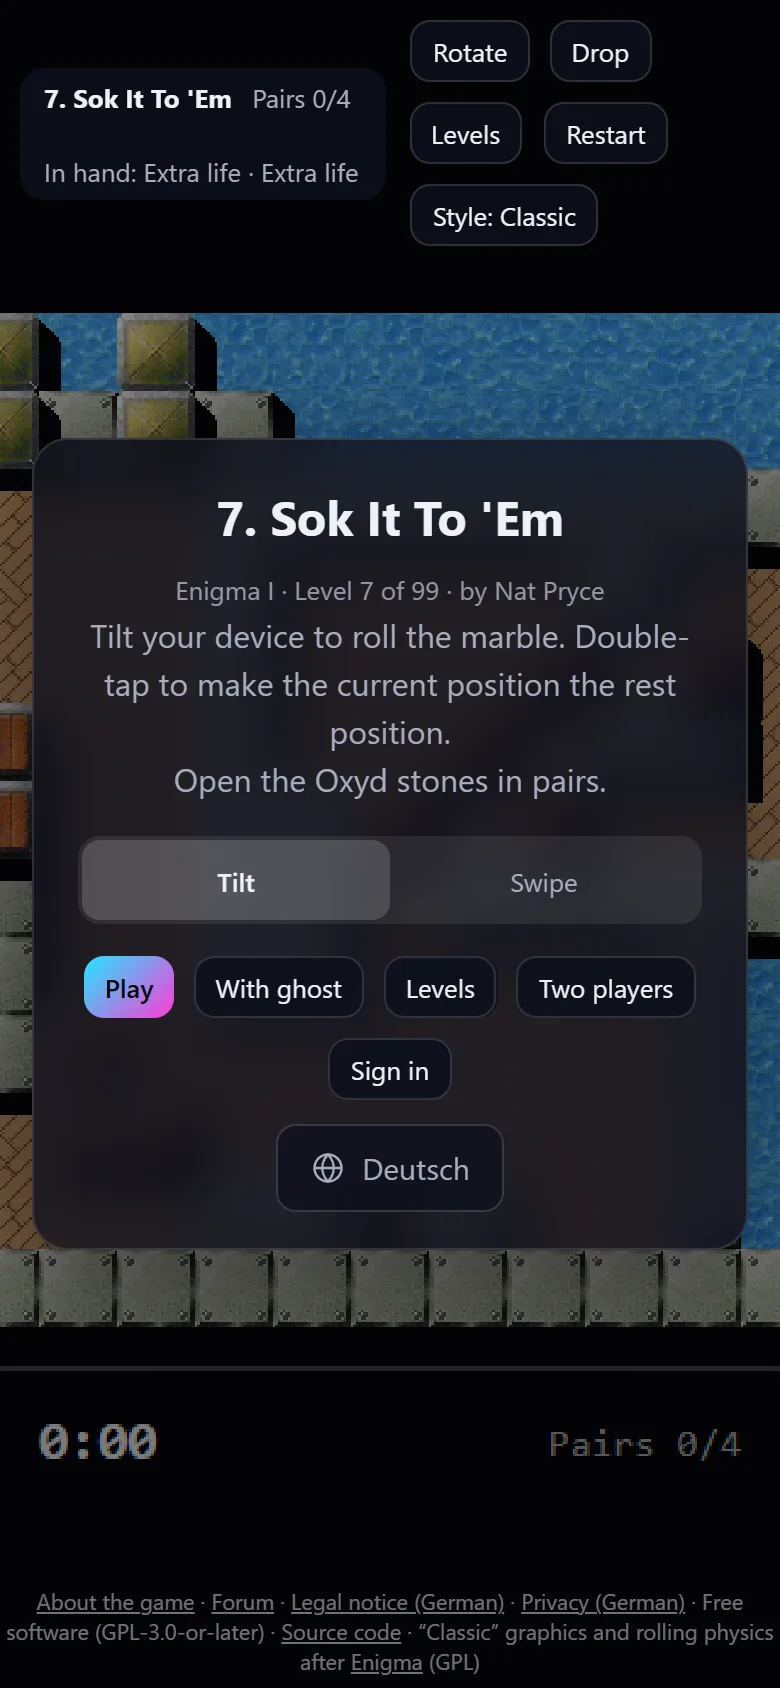 7. Sok It To 'Em Pairs 0/4
In hand: Extra life · Extra life
Rotate Drop
Levels Restart
Style: Classic
7. Sok It To 'Em
Enigma I · Level 7 of 99 · by Nat Pryce
Tilt your device to roll the marble. Double-
tap to make the current position the rest
position.
Open the Oxyd stones in pairs.
Tilt Swipe
Play With ghost Levels Two players
Sign in
Deutsch
0:00 Pairs 0/4
About the game · Forum · Legal notice (German) · Privacy (German) · Free
software (GPL-3.0-or-later) · Source code · “Classic” graphics and rolling physics
after Enigma (GPL)